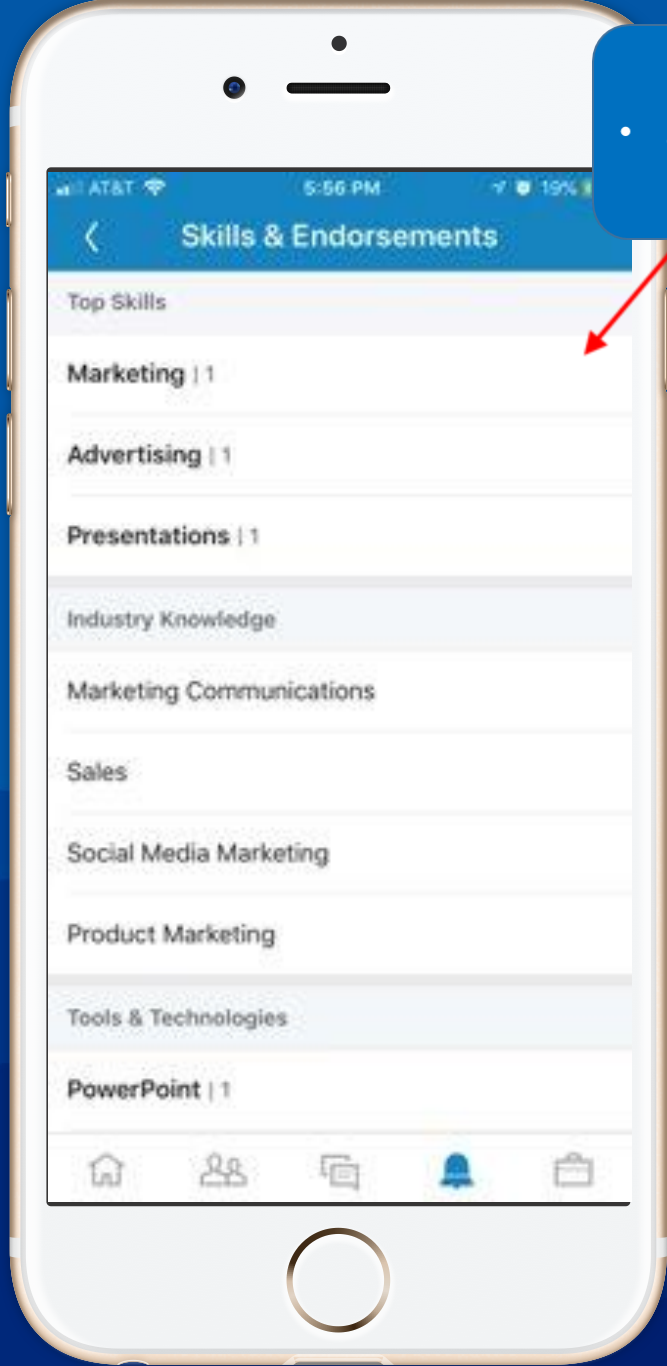 AT&T 5:56 PM 19%
Skills & Endorsements
Top Skills
Marketing | 1
Advertising | 1
Presentations | 1
Industry Knowledge
Marketing Communications
Sales
Social Media Marketing
Product Marketing
Tools & Technologies
PowerPoint | 1